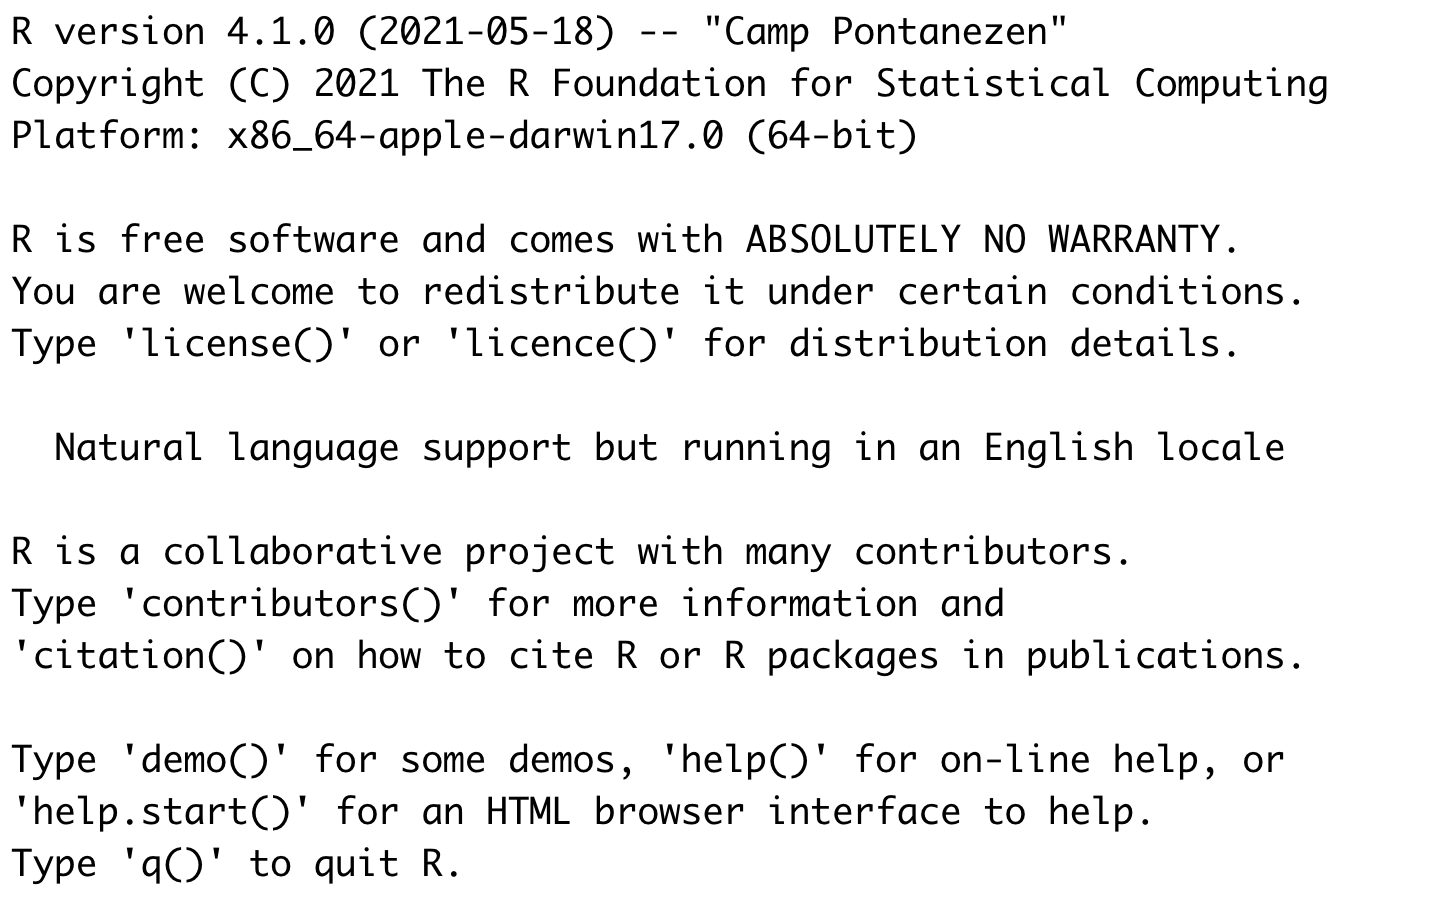 R version 4.1.0 (2021-05-18) -- "Camp Pontanezen"
Copyright (C) 2021 The R Foundation for Statistical Computing
Platform: x86_64-apple-darwin17.0 (64-bit)

R is free software and comes with ABSOLUTELY NO WARRANTY.
You are welcome to redistribute it under certain conditions.
Type 'license()' or 'licence()' for distribution details.

  Natural language support but running in an English locale

R is a collaborative project with many contributors.
Type 'contributors()' for more information and
'citation()' on how to cite R or R packages in publications.

Type 'demo()' for some demos, 'help()' for on-line help, or
'help.start()' for an HTML browser interface to help.
Type 'q()' to quit R.